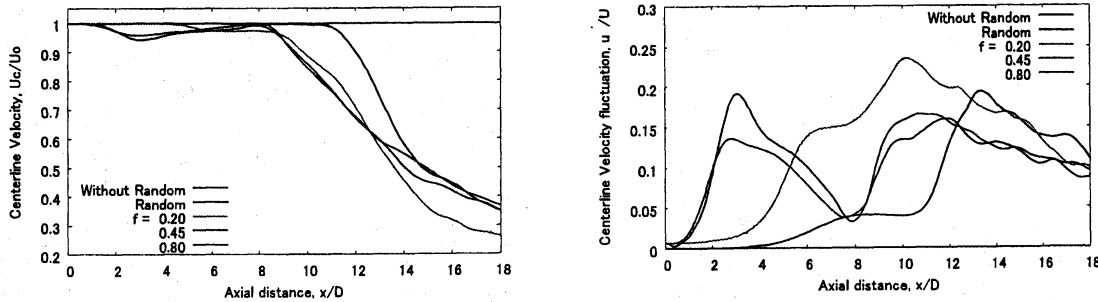 Centerline Velocity, Uc/Uo
1
0.9
0.8
0.7
0.6
0.5
0.4
0.3
0.2
Without Random
Random
f = 0.20
0.45
0.80
0 2 4 6 8 10 12 14 16 18
Axial distance, x/D
Centerline Velocity fluctuation, u'/U
0.3
0.25
0.2
0.15
0.1
0.05
0
Without Random
Random
f = 0.20
0.45
0.80
0 2 4 6 8 10 12 14 16 18
Axial distance, x/D